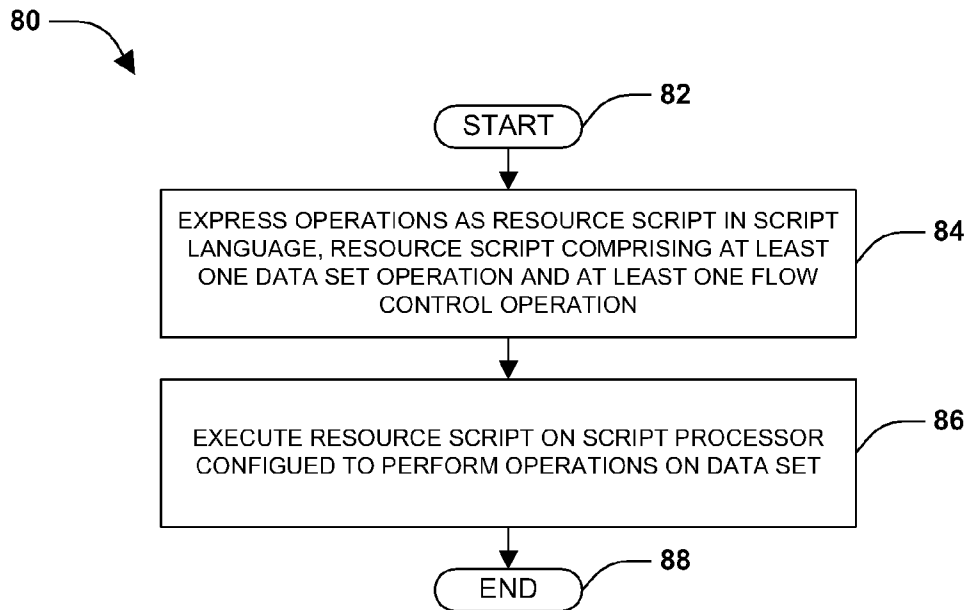 80
82
START
EXPRESS OPERATIONS AS RESOURCE SCRIPT IN SCRIPT
LANGUAGE, RESOURCE SCRIPT COMPRISING AT LEAST
ONE DATA SET OPERATION AND AT LEAST ONE FLOW
CONTROL OPERATION
84
EXECUTE RESOURCE SCRIPT ON SCRIPT PROCESSOR
CONFIGUED TO PERFORM OPERATIONS ON DATA SET
86
END
88